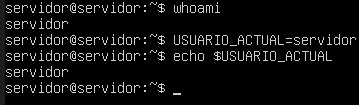 servidor@servidor:~$ whoami
servidor
servidor@servidor:~$ USUARIO_ACTUAL=servidor
servidor@servidor:~$ echo $USUARIO_ACTUAL
servidor
servidor@servidor:~$ _